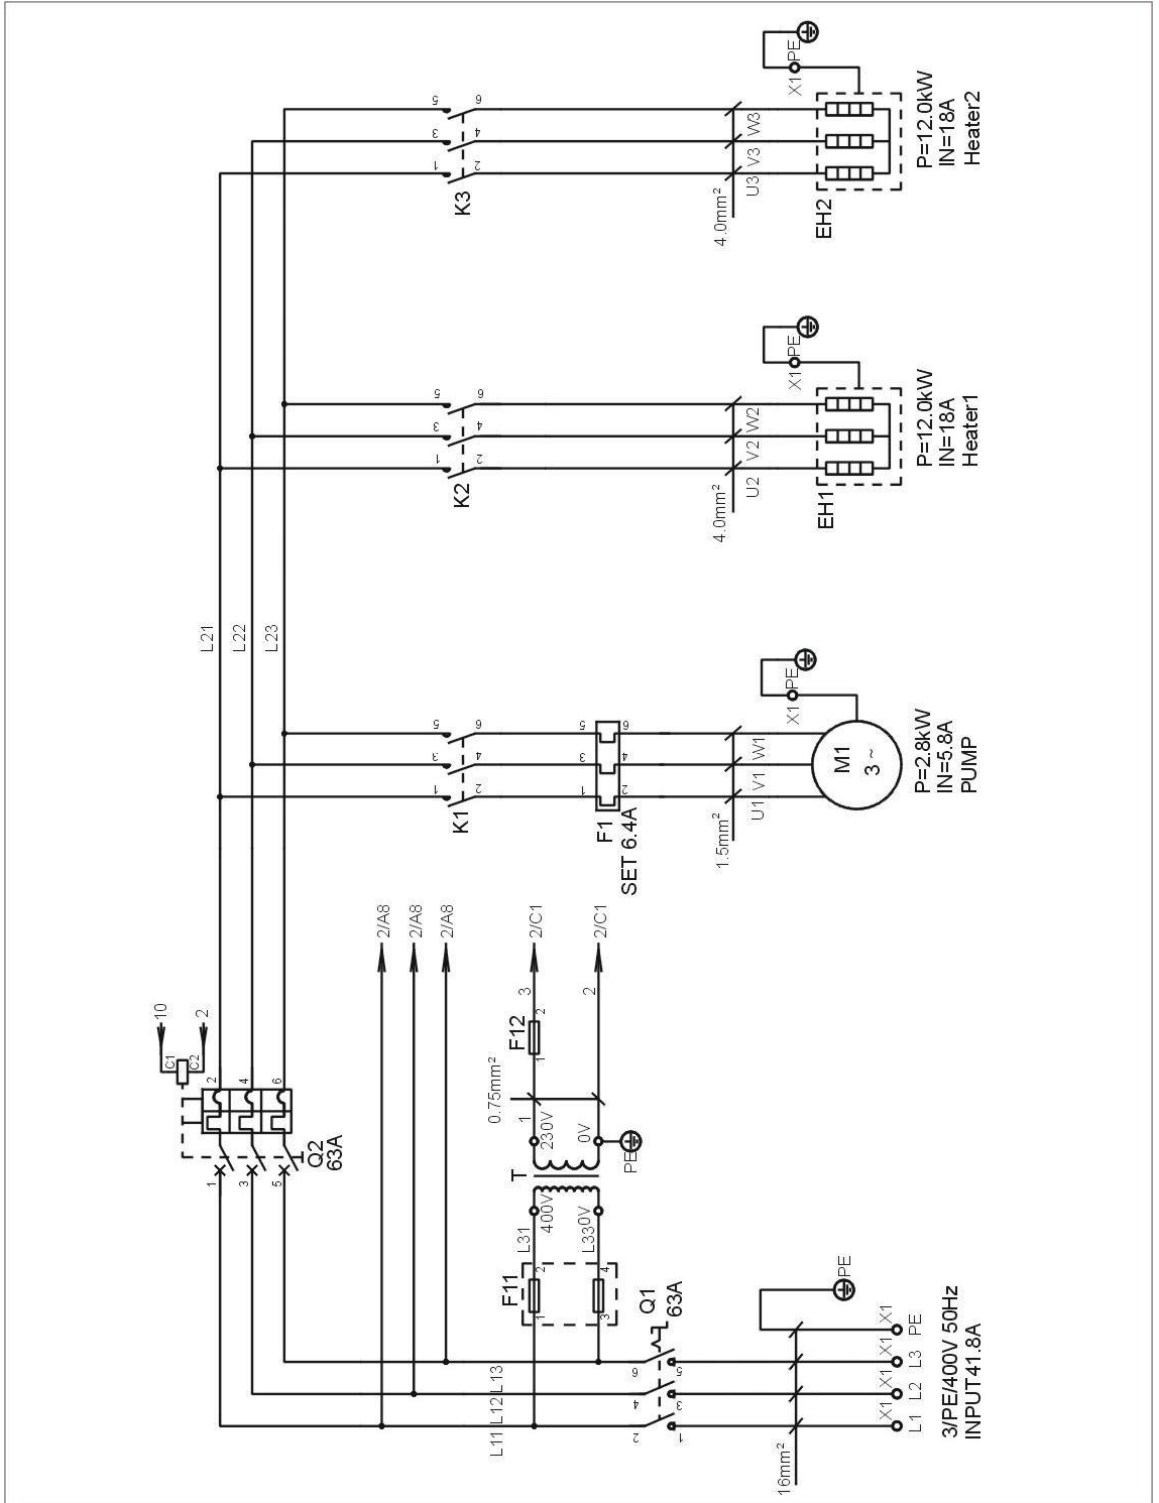 L21
L22
L23
10
2
C1
C2
2
4
6
1
3
5
Q2
63A
2/A8
2/A8
2/A8
L11
L12
L13
F11
1
2
3
4
L31
L33
400V
0V
T
230V
0V
PE
1
0.75mm²
F12
1
2
3
2
2/C1
2/C1
Q1
63A
2
4
6
1
3
5
16mm²
X1
X1
X1
X1
L1
L2
L3
PE
PE
3/PE/400V 50Hz
INPUT41.8A
K1
1
3
5
2
4
6
F1
SET 6.4A
1
3
5
2
4
6
1.5mm²
U1
V1
W1
X1
PE
M1
3 ~
P=2.8kW
IN=5.8A
PUMP
K2
1
3
5
2
4
6
4.0mm²
U2
V2
W2
X1
PE
EH1
P=12.0kW
IN=18A
Heater1
K3
1
3
5
2
4
6
4.0mm²
U3
V3
W3
X1
PE
EH2
P=12.0kW
IN=18A
Heater2